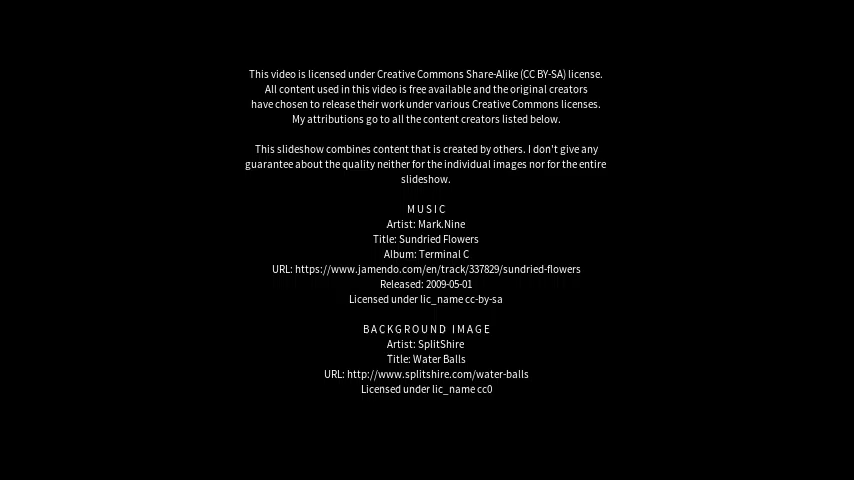 This video is licensed under Creative Commons Share-Alike (CC BY-SA) license.
All content used in this video is free available and the original creators
have chosen to release their work under various Creative Commons licenses.
My attributions go to all the content creators listed below.
This slideshow combines content that is created by others. I don't give any
guarantee about the quality neither for the individual images nor for the entire
slideshow.
MUSIC
Artist: Mark.Nine
Title: Sundried Flowers
Album: Terminal C
URL: https://www.jamendo.com/en/track/337829/sundried-flowers
Released: 2009-05-01
Licensed under lic_name cc-by-sa
BACKGROUND IMAGE
Artist: SplitShire
Title: Water Balls
URL: http://www.splitshire.com/water-balls
Licensed under lic_name cc0